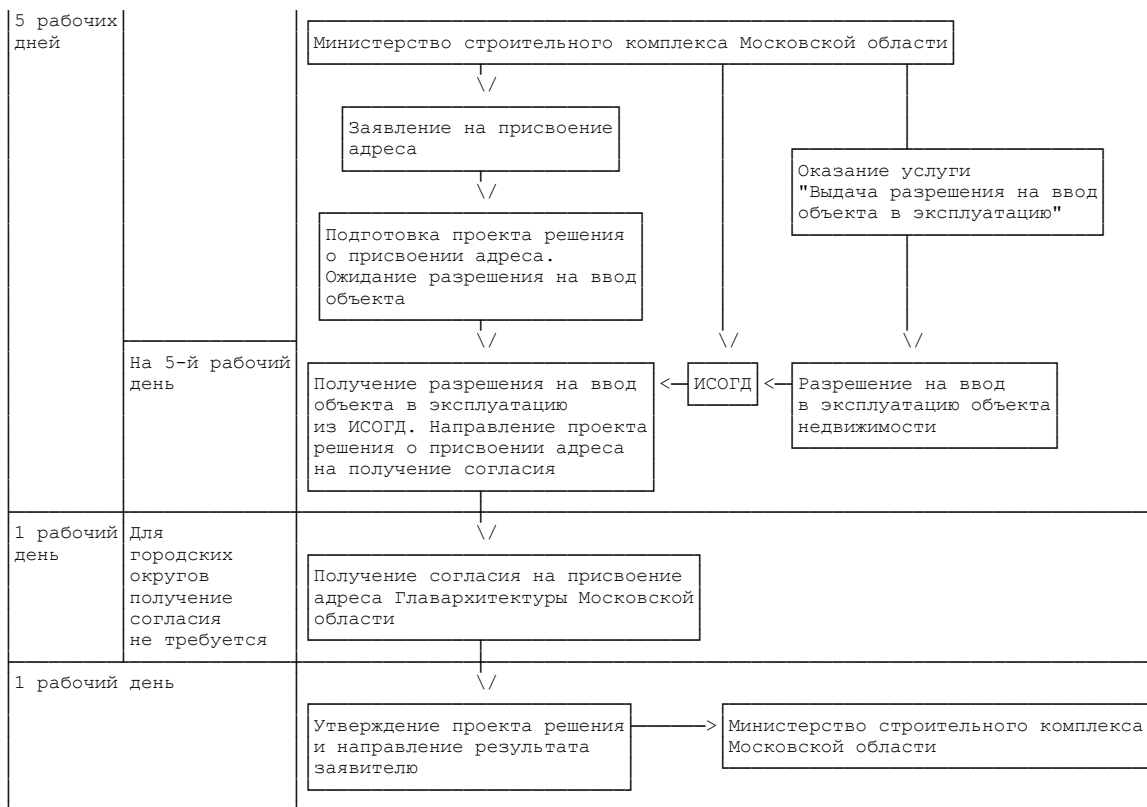 5 рабочих
дней
Министерство строительного комплекса Московской области
Заявление на присвоение
адреса
Оказание услуги
"Выдача разрешения на ввод
объекта в эксплуатацию"
Подготовка проекта решения
о присвоении адреса.
Ожидание разрешения на ввод
объекта
На 5-й рабочий
день
Получение разрешения на ввод
объекта в эксплуатацию
из ИСОГД. Направление проекта
решения о присвоении адреса
на получение согласия
ИСОГД
Разрешение на ввод
в эксплуатацию объекта
недвижимости
1 рабочий
день
Для
городских
округов
получение
согласия
не требуется
Получение согласия на присвоение
адреса Главархитектуры Московской
области
1 рабочий день
Утверждение проекта решения
и направление результата
заявителю
Министерство строительного комплекса
Московской области